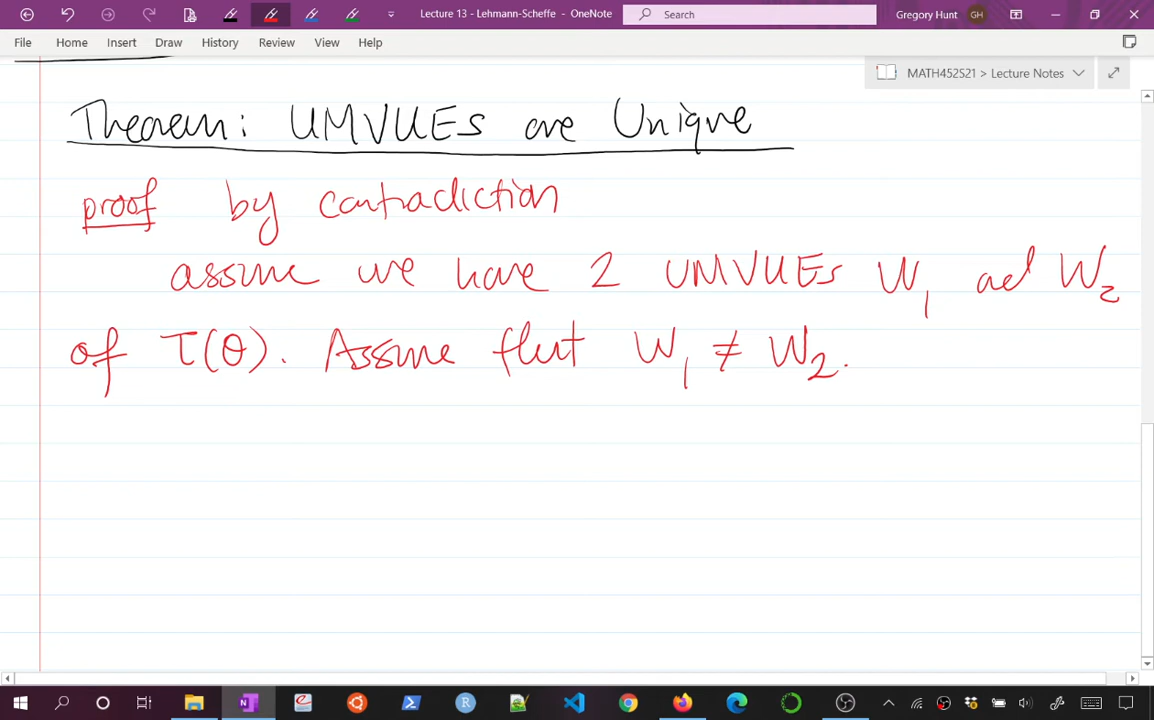 Lecture 13 - Lehmann-Scheffe - OneNote
Search
Gregory Hunt
GH
File Home Insert Draw History Review View Help
MATH452S21 > Lecture Notes
Theorem: UMVUEs are Unique
proof by contradiction
assume we have 2 UMVUEs W₁ and W₂
of τ(θ). Assume that W₁ ≠ W₂.